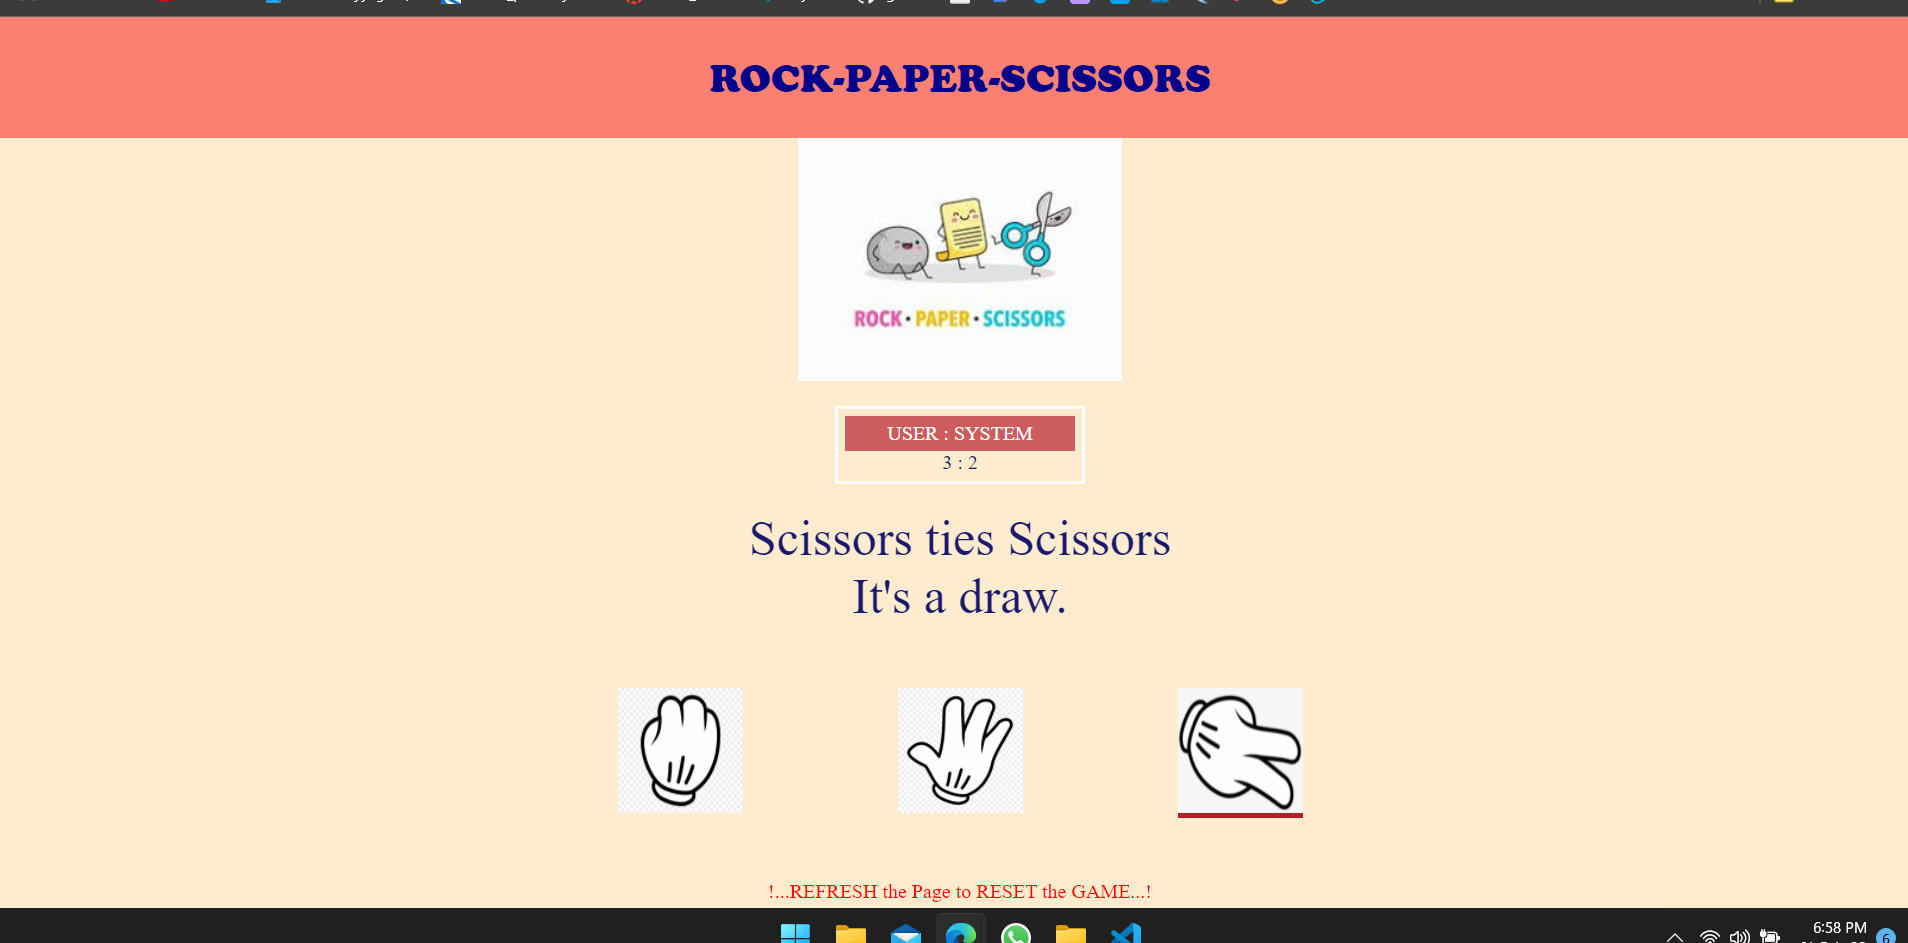 ROCK-PAPER-SCISSORS
ROCK • PAPER • SCISSORS
USER : SYSTEM
3 : 2
Scissors ties Scissors
It's a draw.
!...REFRESH the Page to RESET the GAME...!
6:58 PM
6